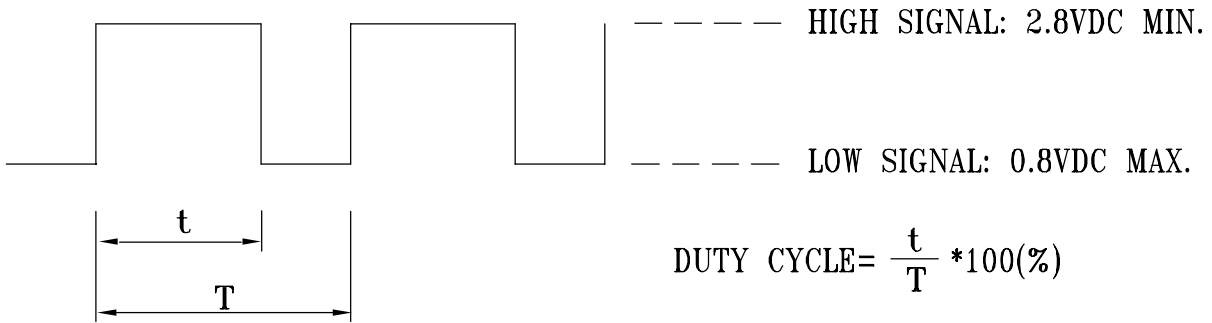 HIGH SIGNAL: 2.8VDC MIN.
LOW SIGNAL: 0.8VDC MAX.
t
T
DUTY CYCLE= t/T *100(%)